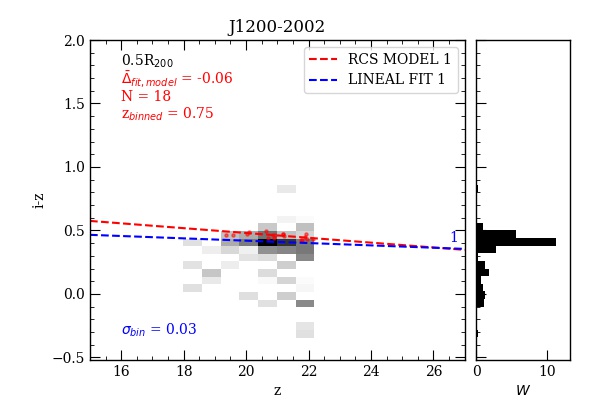 J1200-2002
2.0
1.5
1.0
0.5
0.0
−0.5
i-z
0.5R200
Δ̄fit,model = -0.06
N = 18
zbinned = 0.75
RCS MODEL 1
LINEAL FIT 1
1
σbin = 0.03
16 18 20 22 24 26
z
0 10
W